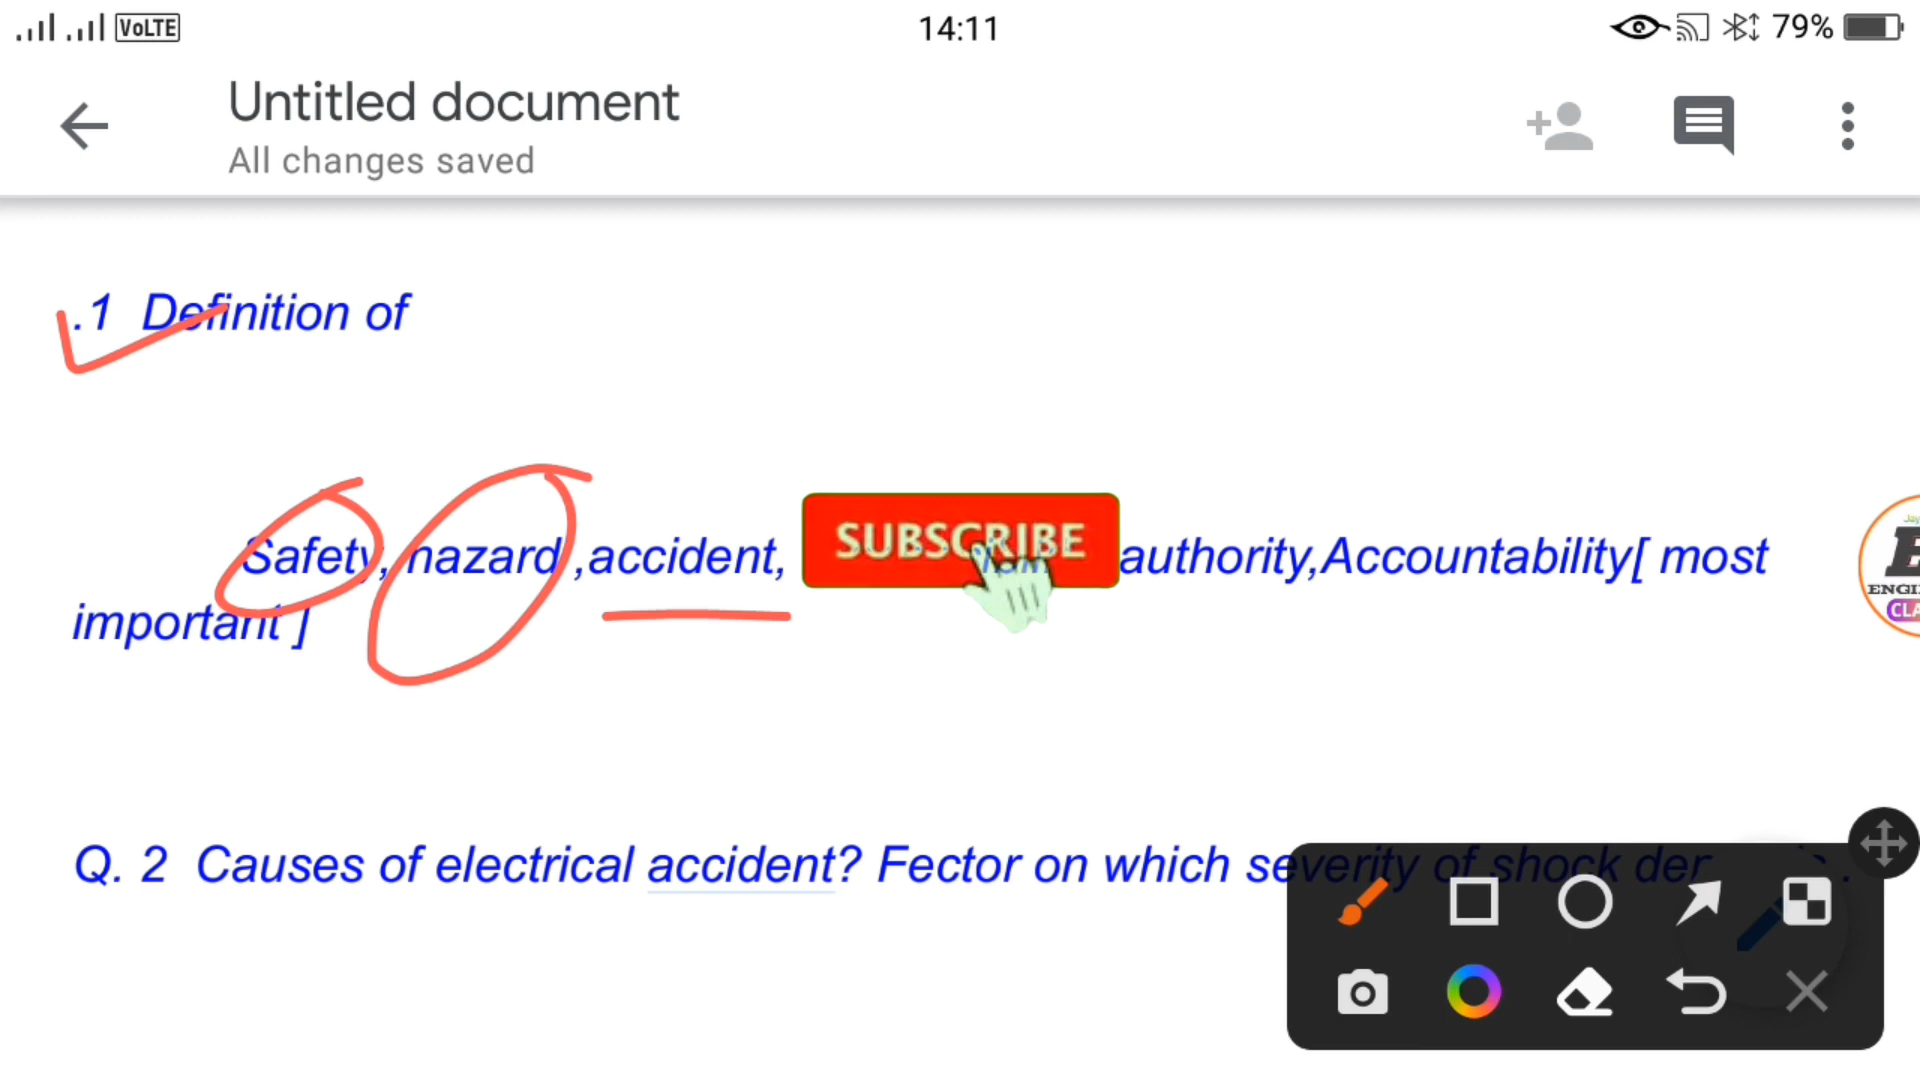 VoLTE 14:11 79%
Untitled document
All changes saved
.1 Definition of
Safety, hazard ,accident, SUBSCRIBE authority,Accountability[ most
important ]
Q. 2 Causes of electrical accident? Fector on which severity of shock